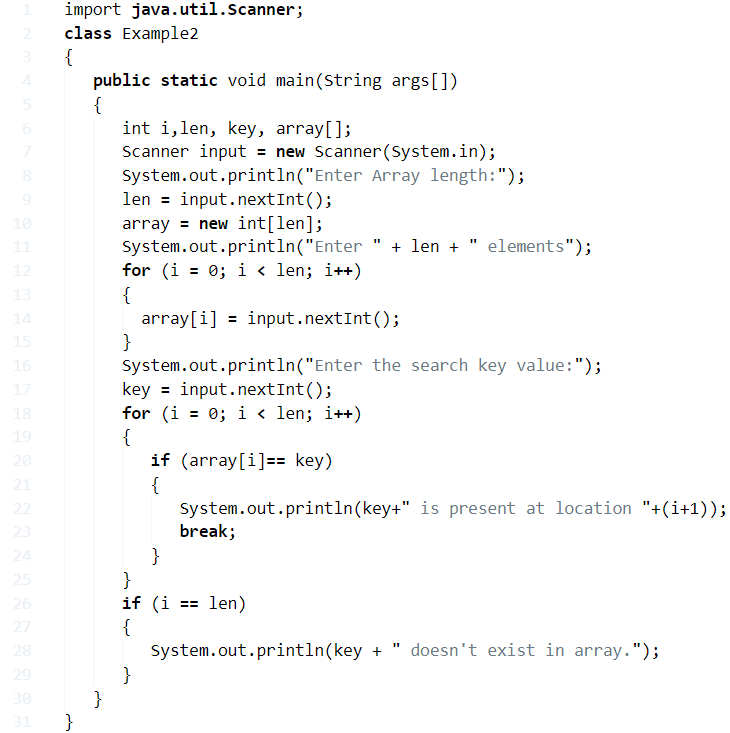 1 import java.util.Scanner;
2 class Example2
3 {
4 public static void main(String args[])
5 {
6 int i,len, key, array[];
7 Scanner input = new Scanner(System.in);
8 System.out.println("Enter Array length:");
9 len = input.nextInt();
10 array = new int[len];
11 System.out.println("Enter " + len + " elements");
12 for (i = 0; i < len; i++)
13 {
14 array[i] = input.nextInt();
15 }
16 System.out.println("Enter the search key value:");
17 key = input.nextInt();
18 for (i = 0; i < len; i++)
19 {
20 if (array[i]== key)
21 {
22 System.out.println(key+" is present at location "+(i+1));
23 break;
24 }
25 }
26 if (i == len)
27 {
28 System.out.println(key + " doesn't exist in array.");
29 }
30 }
31 }